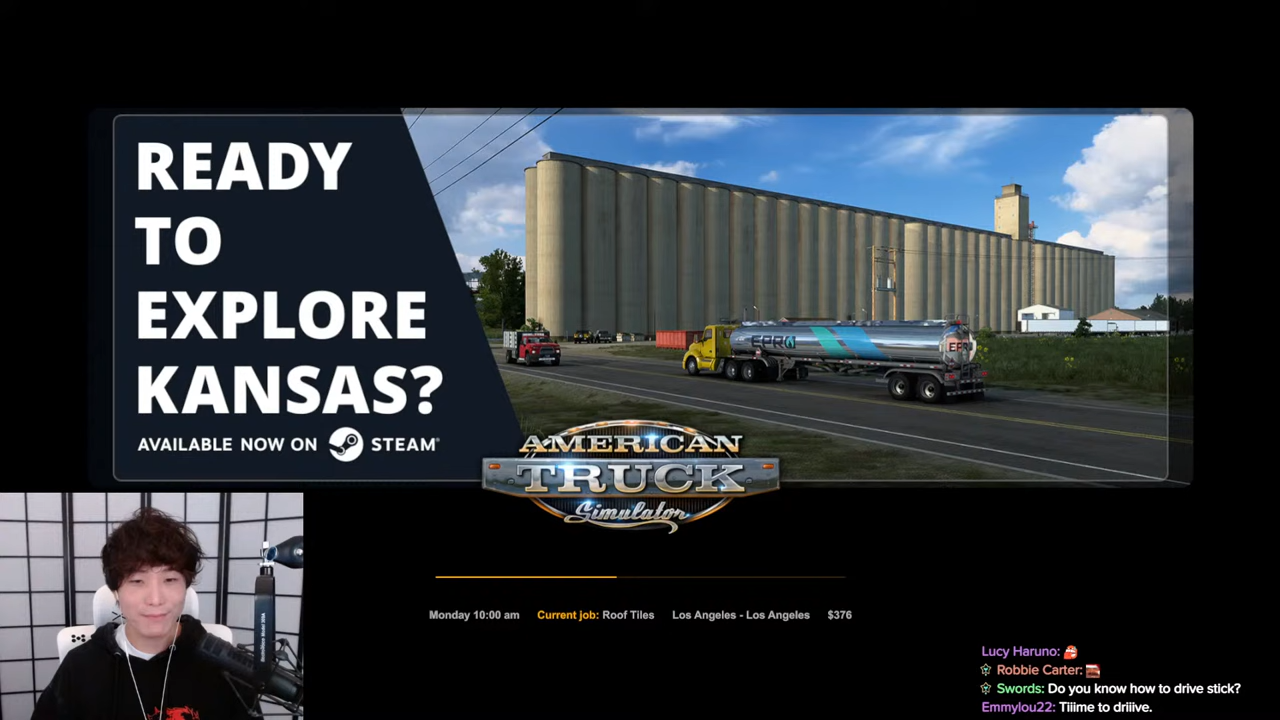 READY
TO
EXPLORE
KANSAS?
AVAILABLE NOW ON STEAM
EPR
EPR
AMERICAN
TRUCK
Simulator
Monday 10:00 am Current job: Roof Tiles Los Angeles - Los Angeles $376
Lucy Haruno:
Robbie Carter:
Swords: Do you know how to drive stick?
Emmylou22: Tiiime to driiive.